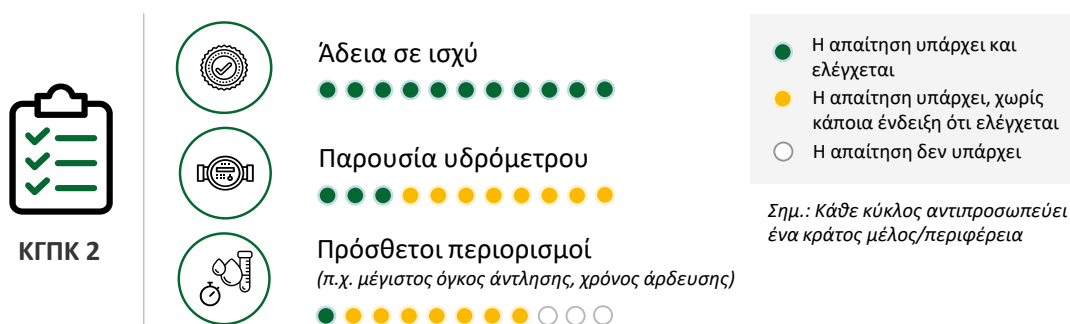 Άδεια σε ισχύ
Παρουσία υδρόμετρου
Πρόσθετοι περιορισμοί
(π.χ. μέγιστος όγκος άντλησης, χρόνος άρδευσης)
ΚΓΠΚ 2
Η απαίτηση υπάρχει και
ελέγχεται
Η απαίτηση υπάρχει, χωρίς
κάποια ένδειξη ότι ελέγχεται
Η απαίτηση δεν υπάρχει
Σημ.: Κάθε κύκλος αντιπροσωπεύει
ένα κράτος μέλος/περιφέρεια